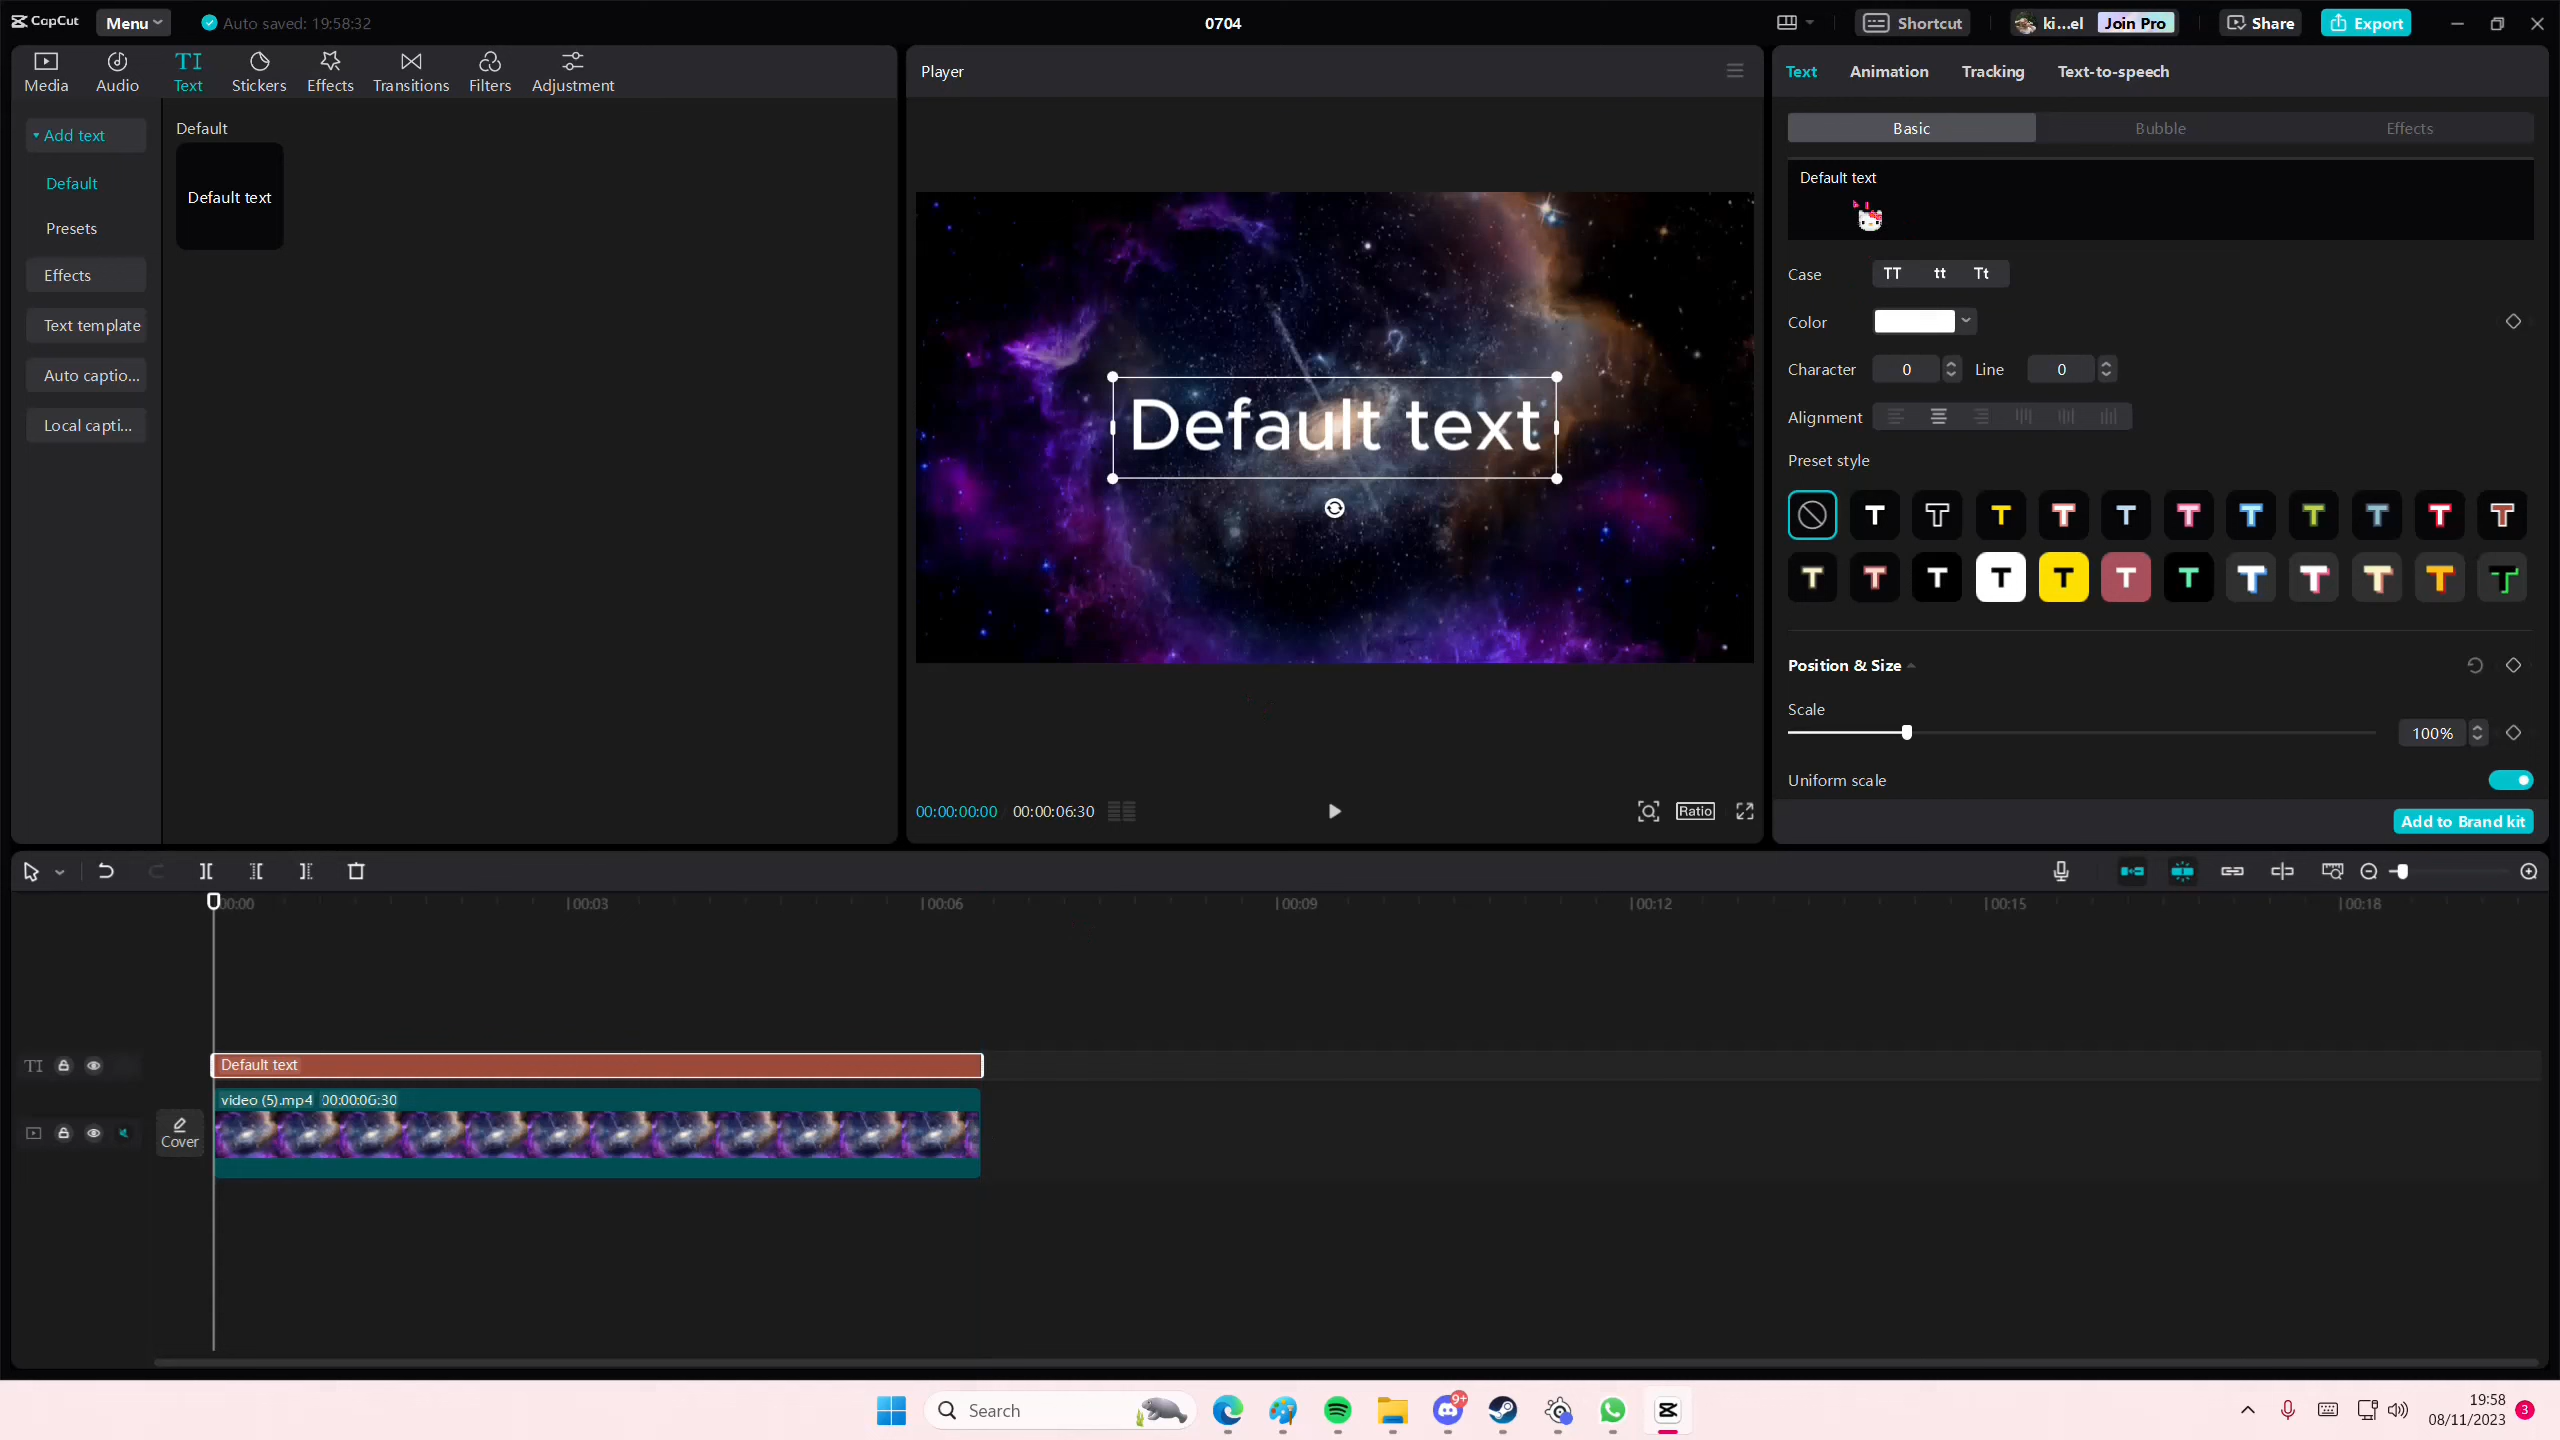 CapCut
Menu
Auto saved: 19:58:32
0704
Shortcut
ki...el
Join Pro
Share
Export
Media
Audio
TI
Text
Stickers
Effects
Transitions
Filters
Adjustment
Add text
Default
Presets
Effects
Text template
Auto captio...
Local capti...
Default
Default text
Player
Default text
00:00:00:00
00:00:06:30
Ratio
Text
Animation
Tracking
Text-to-speech
Basic
Bubble
Effects
Default text
Case
TT
tt
Tt
Color
Character
0
Line
0
Alignment
Preset style
T T T T T T T T T T T
T T T T T T T T T T T T
Position & Size
Scale
100%
Uniform scale
Add to Brand kit
00:00
00:03
00:06
00:09
00:12
00:15
00:18
TI
Default text
video (5).mp4 00:00:06:30
Cover
Search
9+
19:58
08/11/2023
3